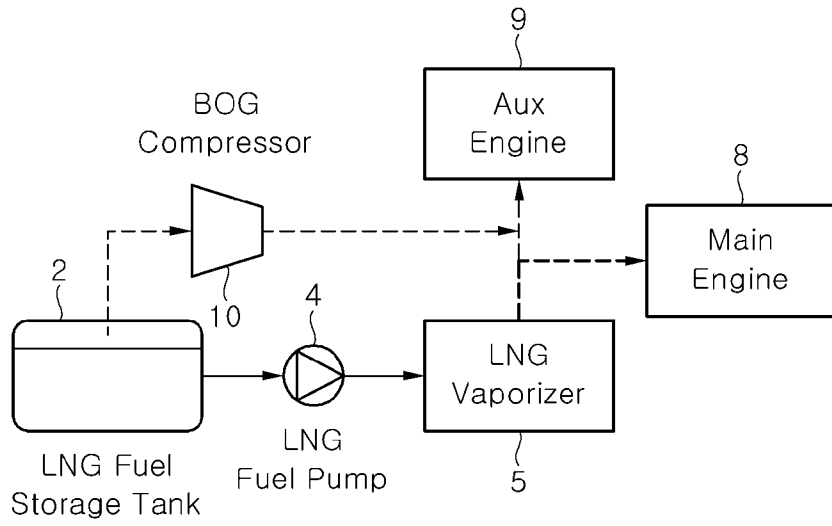 9
Aux
Engine
BOG
Compressor
8
Main
Engine
10
2
4
LNG
Vaporizer
5
LNG Fuel
Storage Tank
LNG
Fuel Pump